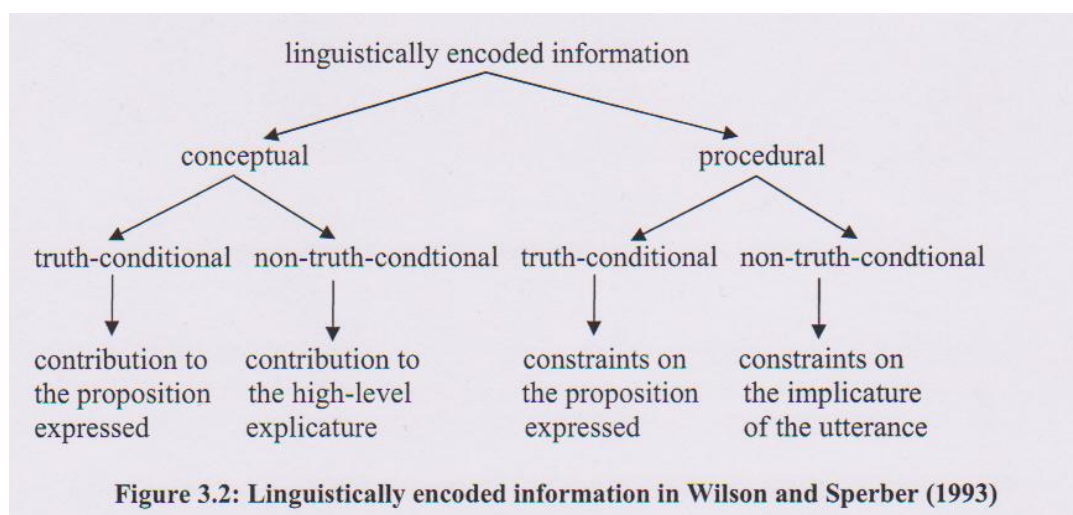 linguistically encoded information
conceptual
procedural
truth-conditional
non-truth-condtional
truth-conditional
non-truth-condtional
contribution to
the proposition
expressed
contribution to
the high-level
explicature
constraints on
the proposition
expressed
constraints on
the implicature
of the utterance
Figure 3.2: Linguistically encoded information in Wilson and Sperber (1993)